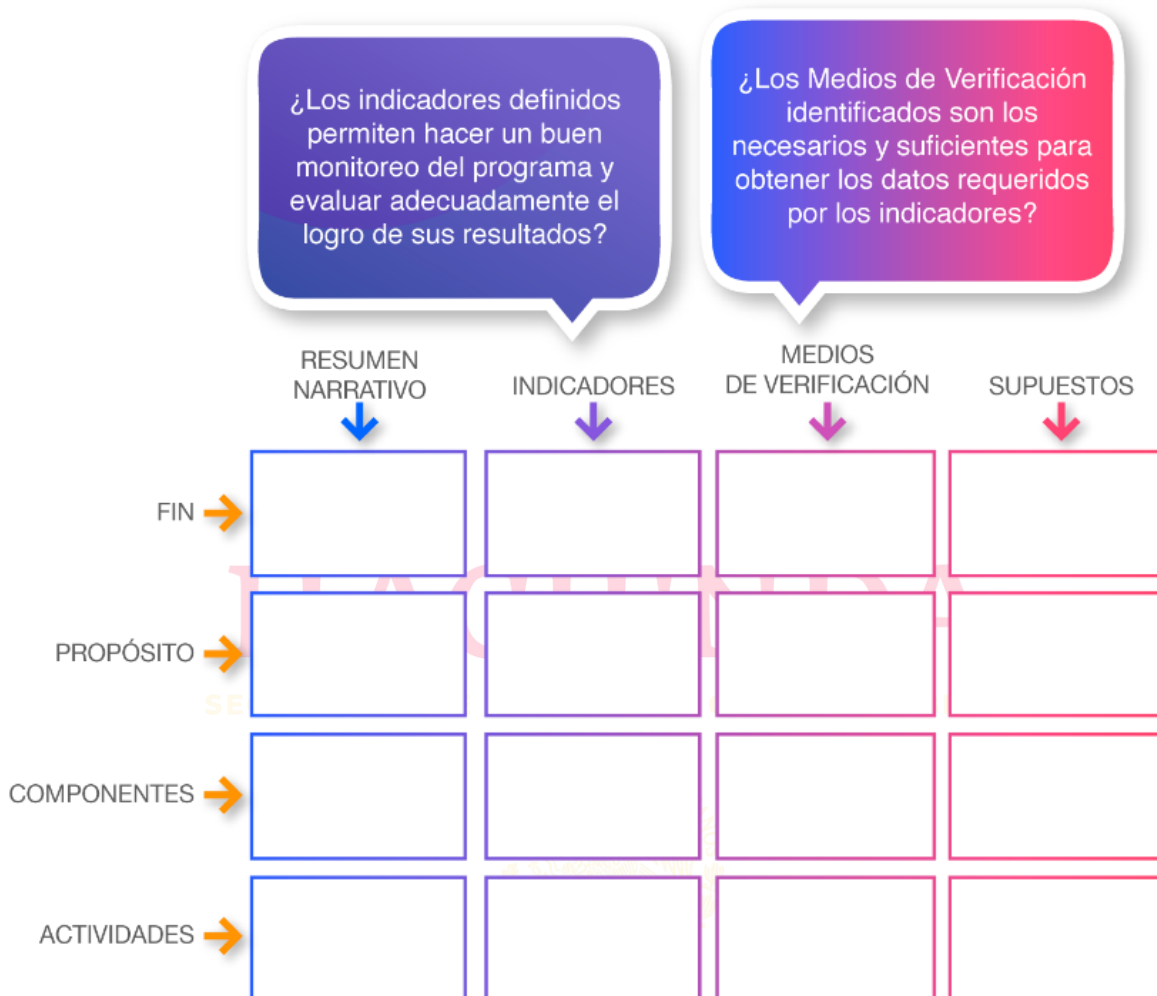 ¿Los indicadores definidos
permiten hacer un buen
monitoreo del programa y
evaluar adecuadamente el
logro de sus resultados?
¿Los Medios de Verificación
identificados son los
necesarios y suficientes para
obtener los datos requeridos
por los indicadores?
RESUMEN
NARRATIVO
INDICADORES
MEDIOS
DE VERIFICACIÓN
SUPUESTOS
FIN
PROPÓSITO
COMPONENTES
ACTIVIDADES